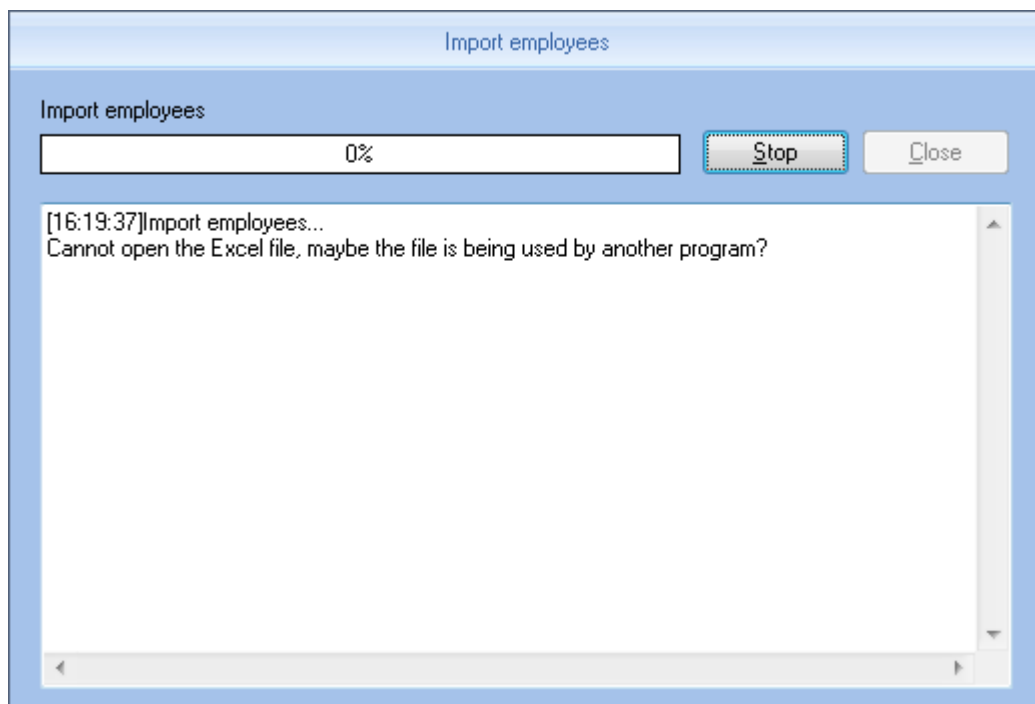 Import employees
Import employees
0%
Stop
Close
[16:19:37]Import employees...
Cannot open the Excel file, maybe the file is being used by another program?